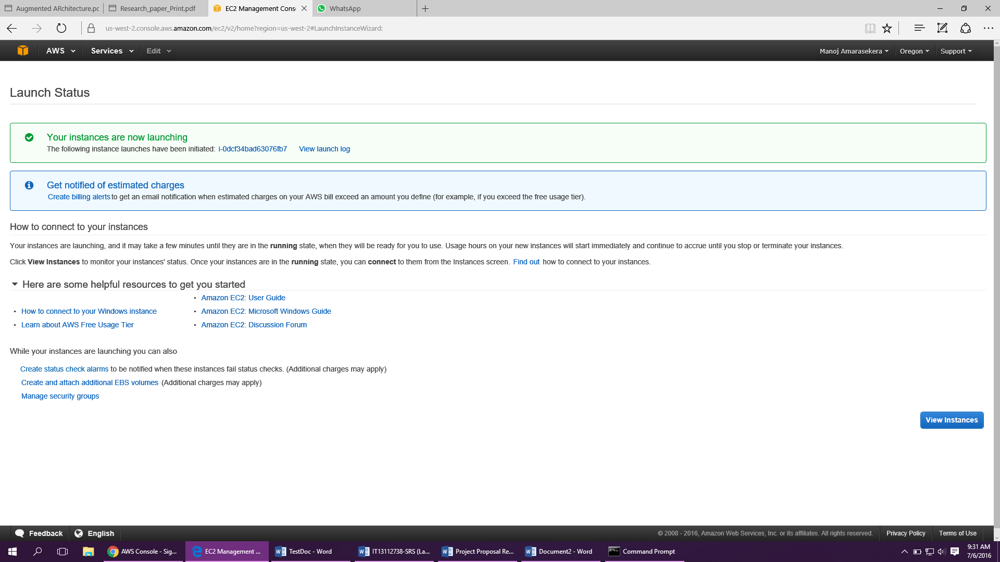 Augmented ARchitecture.pc
Research_paper_Print.pdf
EC2 Management Cons
WhatsApp
us-west-2.console.aws.amazon.com/ec2/v2/home?region=us-west-2#LaunchInstanceWizard:
AWS Services Edit Manoj Amarasekera Oregon Support
Launch Status
Your instances are now launching
The following instance launches have been initiated: i-0dcf34bad63076fb7 View launch log
Get notified of estimated charges
Create billing alerts to get an email notification when estimated charges on your AWS bill exceed an amount you define (for example, if you exceed the free usage tier).
How to connect to your instances
Your instances are launching, and it may take a few minutes until they are in the running state, when they will be ready for you to use. Usage hours on your new instances will start immediately and continue to accrue until you stop or terminate your instances.
Click View Instances to monitor your instances' status. Once your instances are in the running state, you can connect to them from the Instances screen. Find out how to connect to your instances.
Here are some helpful resources to get you started
• How to connect to your Windows instance
• Learn about AWS Free Usage Tier
• Amazon EC2: User Guide
• Amazon EC2: Microsoft Windows Guide
• Amazon EC2: Discussion Forum
While your instances are launching you can also
Create status check alarms to be notified when these instances fail status checks. (Additional charges may apply)
Create and attach additional EBS volumes (Additional charges may apply)
Manage security groups
View Instances
Feedback English © 2008 - 2016, Amazon Web Services, Inc. or its affiliates. All rights reserved. Privacy Policy Terms of Use
AWS Console - Sig...
EC2 Management ...
TestDoc - Word
IT13112738-SRS (La...
Project Proposal Re...
Document2 - Word
Command Prompt
9:31 AM
7/6/2016